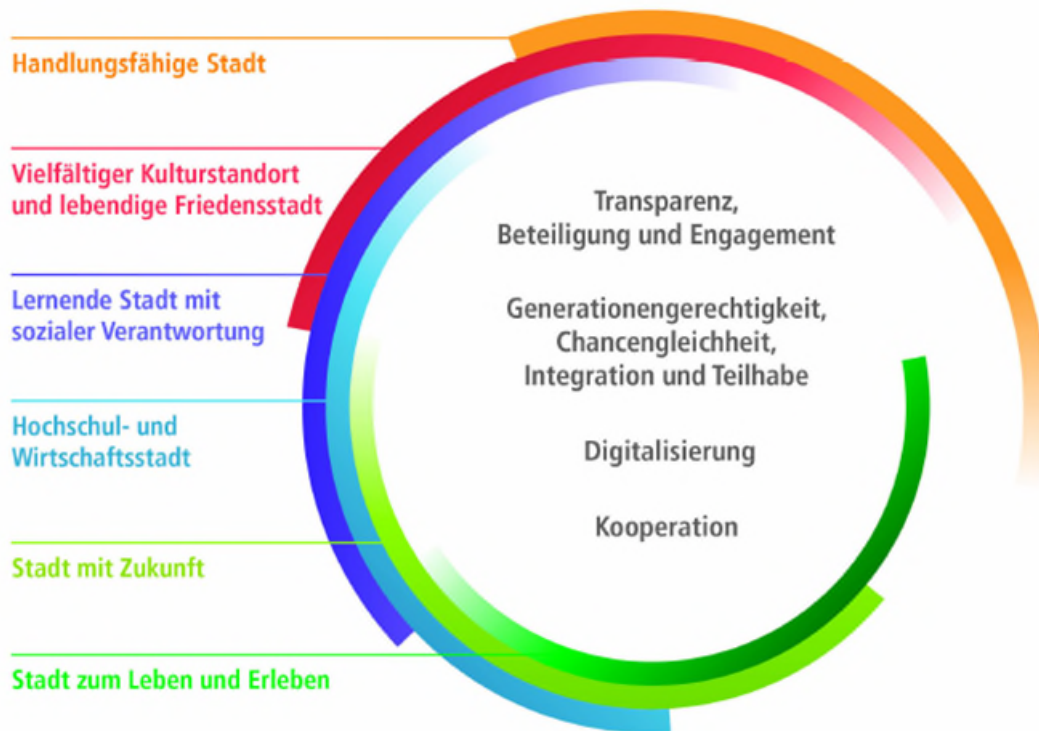 Handlungsfähige Stadt
Vielfältiger Kulturstandort
und lebendige Friedensstadt
Lernende Stadt mit
sozialer Verantwortung
Hochschul- und
Wirtschaftsstadt
Stadt mit Zukunft
Stadt zum Leben und Erleben
Transparenz,
Beteiligung und Engagement
Generationengerechtigkeit,
Chancengleichheit,
Integration und Teilhabe
Digitalisierung
Kooperation